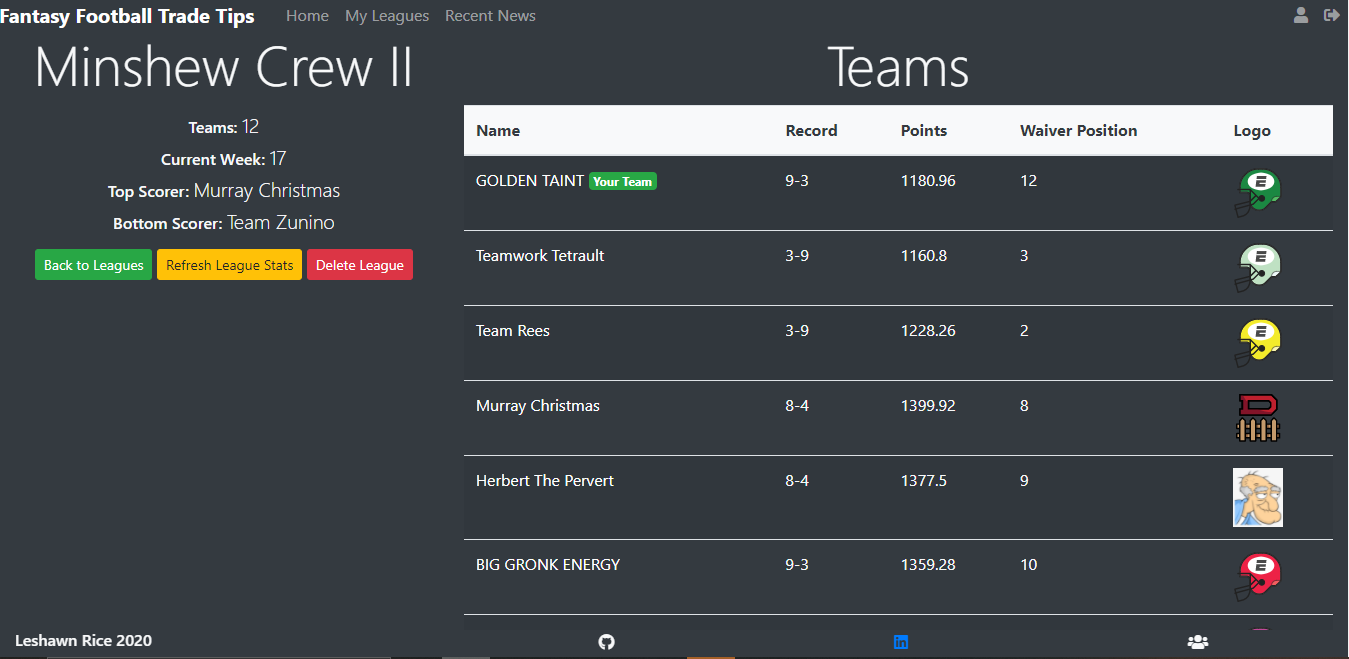 Fantasy Football Trade Tips Home My Leagues Recent News
Minshew Crew II
Teams: 12
Current Week: 17
Top Scorer: Murray Christmas
Bottom Scorer: Team Zunino
Back to Leagues Refresh League Stats Delete League
Teams
Name Record Points Waiver Position Logo
GOLDEN TAINT Your Team 9-3 1180.96 12 E
Teamwork Tetrault 3-9 1160.8 3 E
Team Rees 3-9 1228.26 2 E
Murray Christmas 8-4 1399.92 8 D
Herbert The Pervert 8-4 1377.5 9
BIG GRONK ENERGY 9-3 1359.28 10 E
Leshawn Rice 2020 in